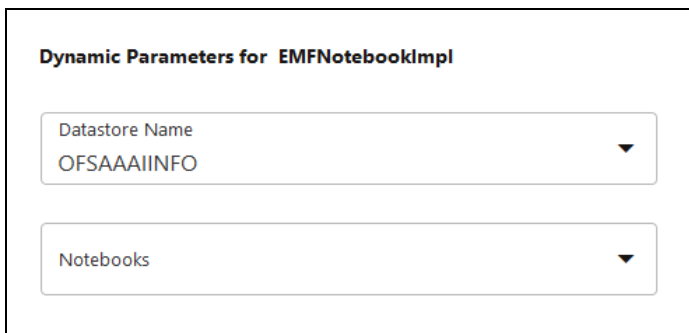 Dynamic Parameters for EMFNotebookImpl
Datastore Name
OFSAAAIINFO
Notebooks